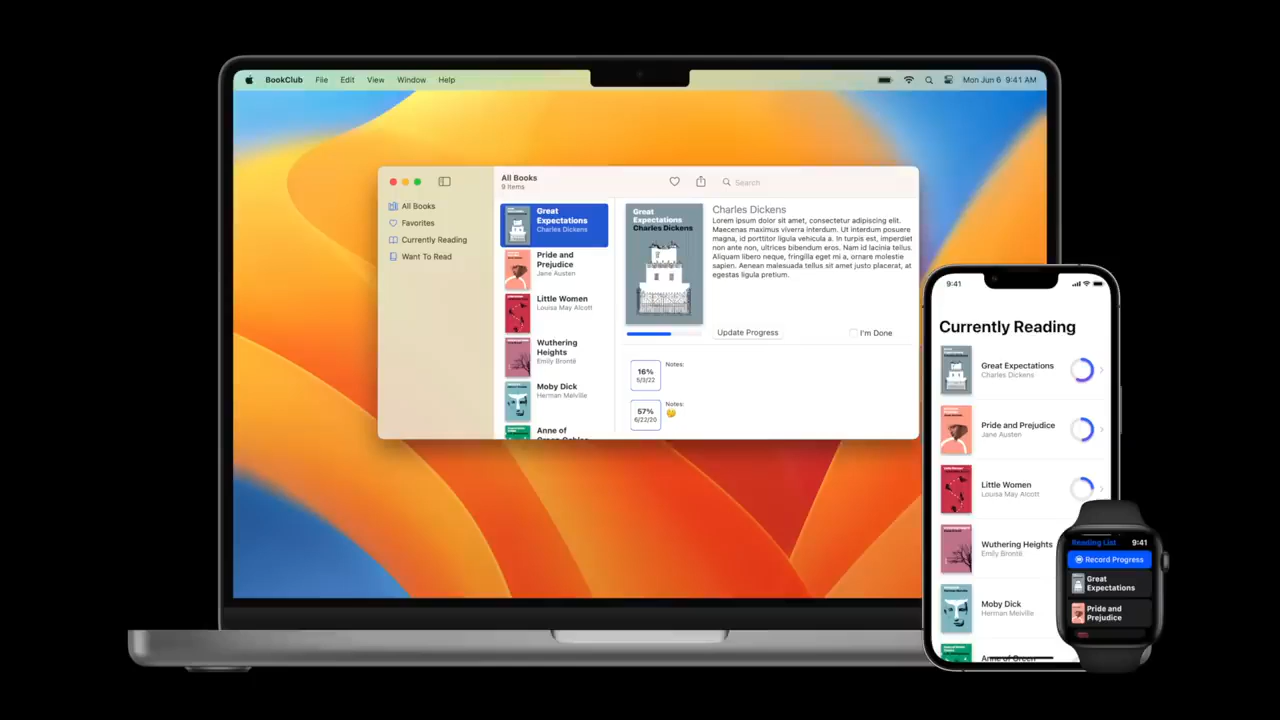 BookClub File Edit View Window Help
Mon Jun 6 9:41 AM
All Books
9 Items
Search
All Books
Favorites
Currently Reading
Want To Read
Great
Expectations
Charles Dickens
Pride and
Prejudice
Jane Austen
Little Women
Louisa May Alcott
Wuthering
Heights
Emily Brontë
Moby Dick
Herman Melville
Anne of
Green Gables
Great
Expectations
Charles Dickens
Charles Dickens
Lorem ipsum dolor sit amet, consectetur adipiscing elit.
Maecenas maximus viverra interdum. Ut interdum posuere
magna, id porttitor ligula vehicula a. In turpis est, imperdiet
non ante non, ultrices bibendum eros. Nam id lacinia tellus.
Aliquam libero neque, fringilla eget mi a, ornare molestie
sapien. Aenean malesuada tellus sit amet justo placerat, at
egestas ligula pretium.
Update Progress
I'm Done
16%
5/3/22
Notes:
57%
6/22/20
Notes:
9:41
Currently Reading
Great Expectations
Charles Dickens
Pride and Prejudice
Jane Austen
Little Women
Louisa May Alcott
Wuthering Heights
Emily Brontë
Moby Dick
Herman Melville
Anne of Green
Reading List 9:41
Record Progress
Great
Expectations
Pride and
Prejudice